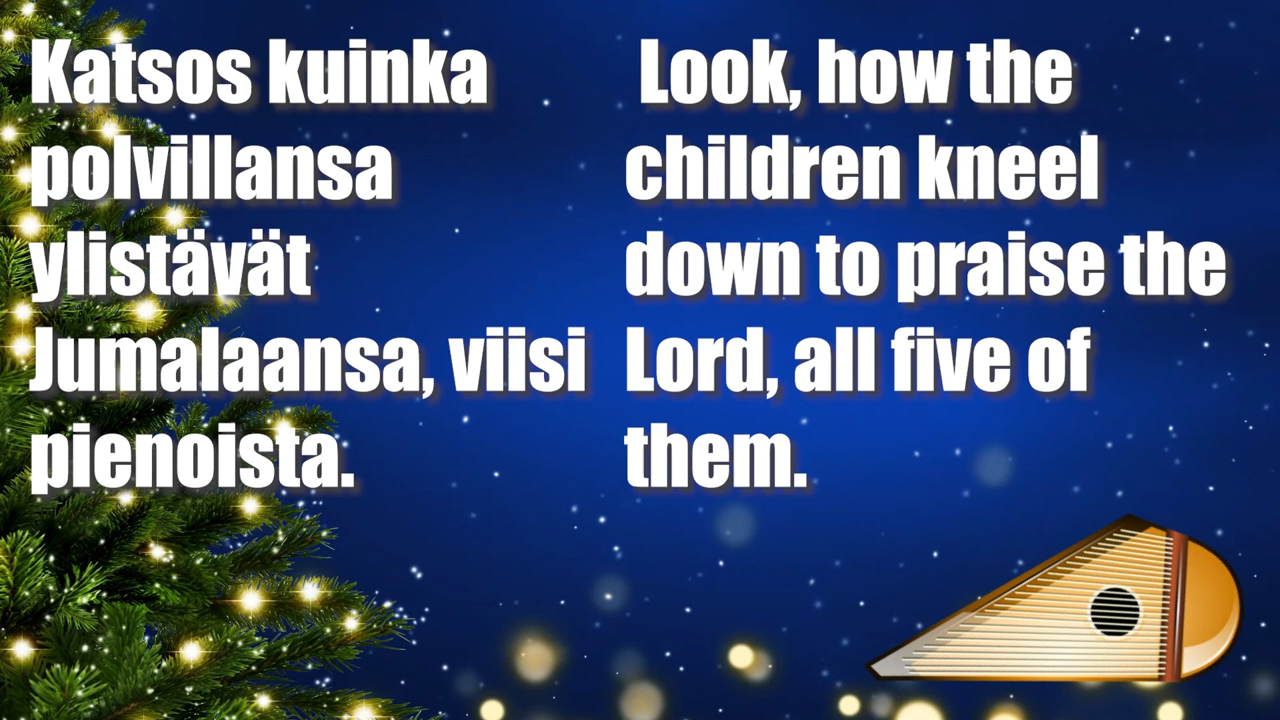 Katsos kuinka
polvillansa
ylistävät
Jumalaansa, viisi
pienoista.
Look, how the
children kneel
down to praise the
Lord, all five of
them.